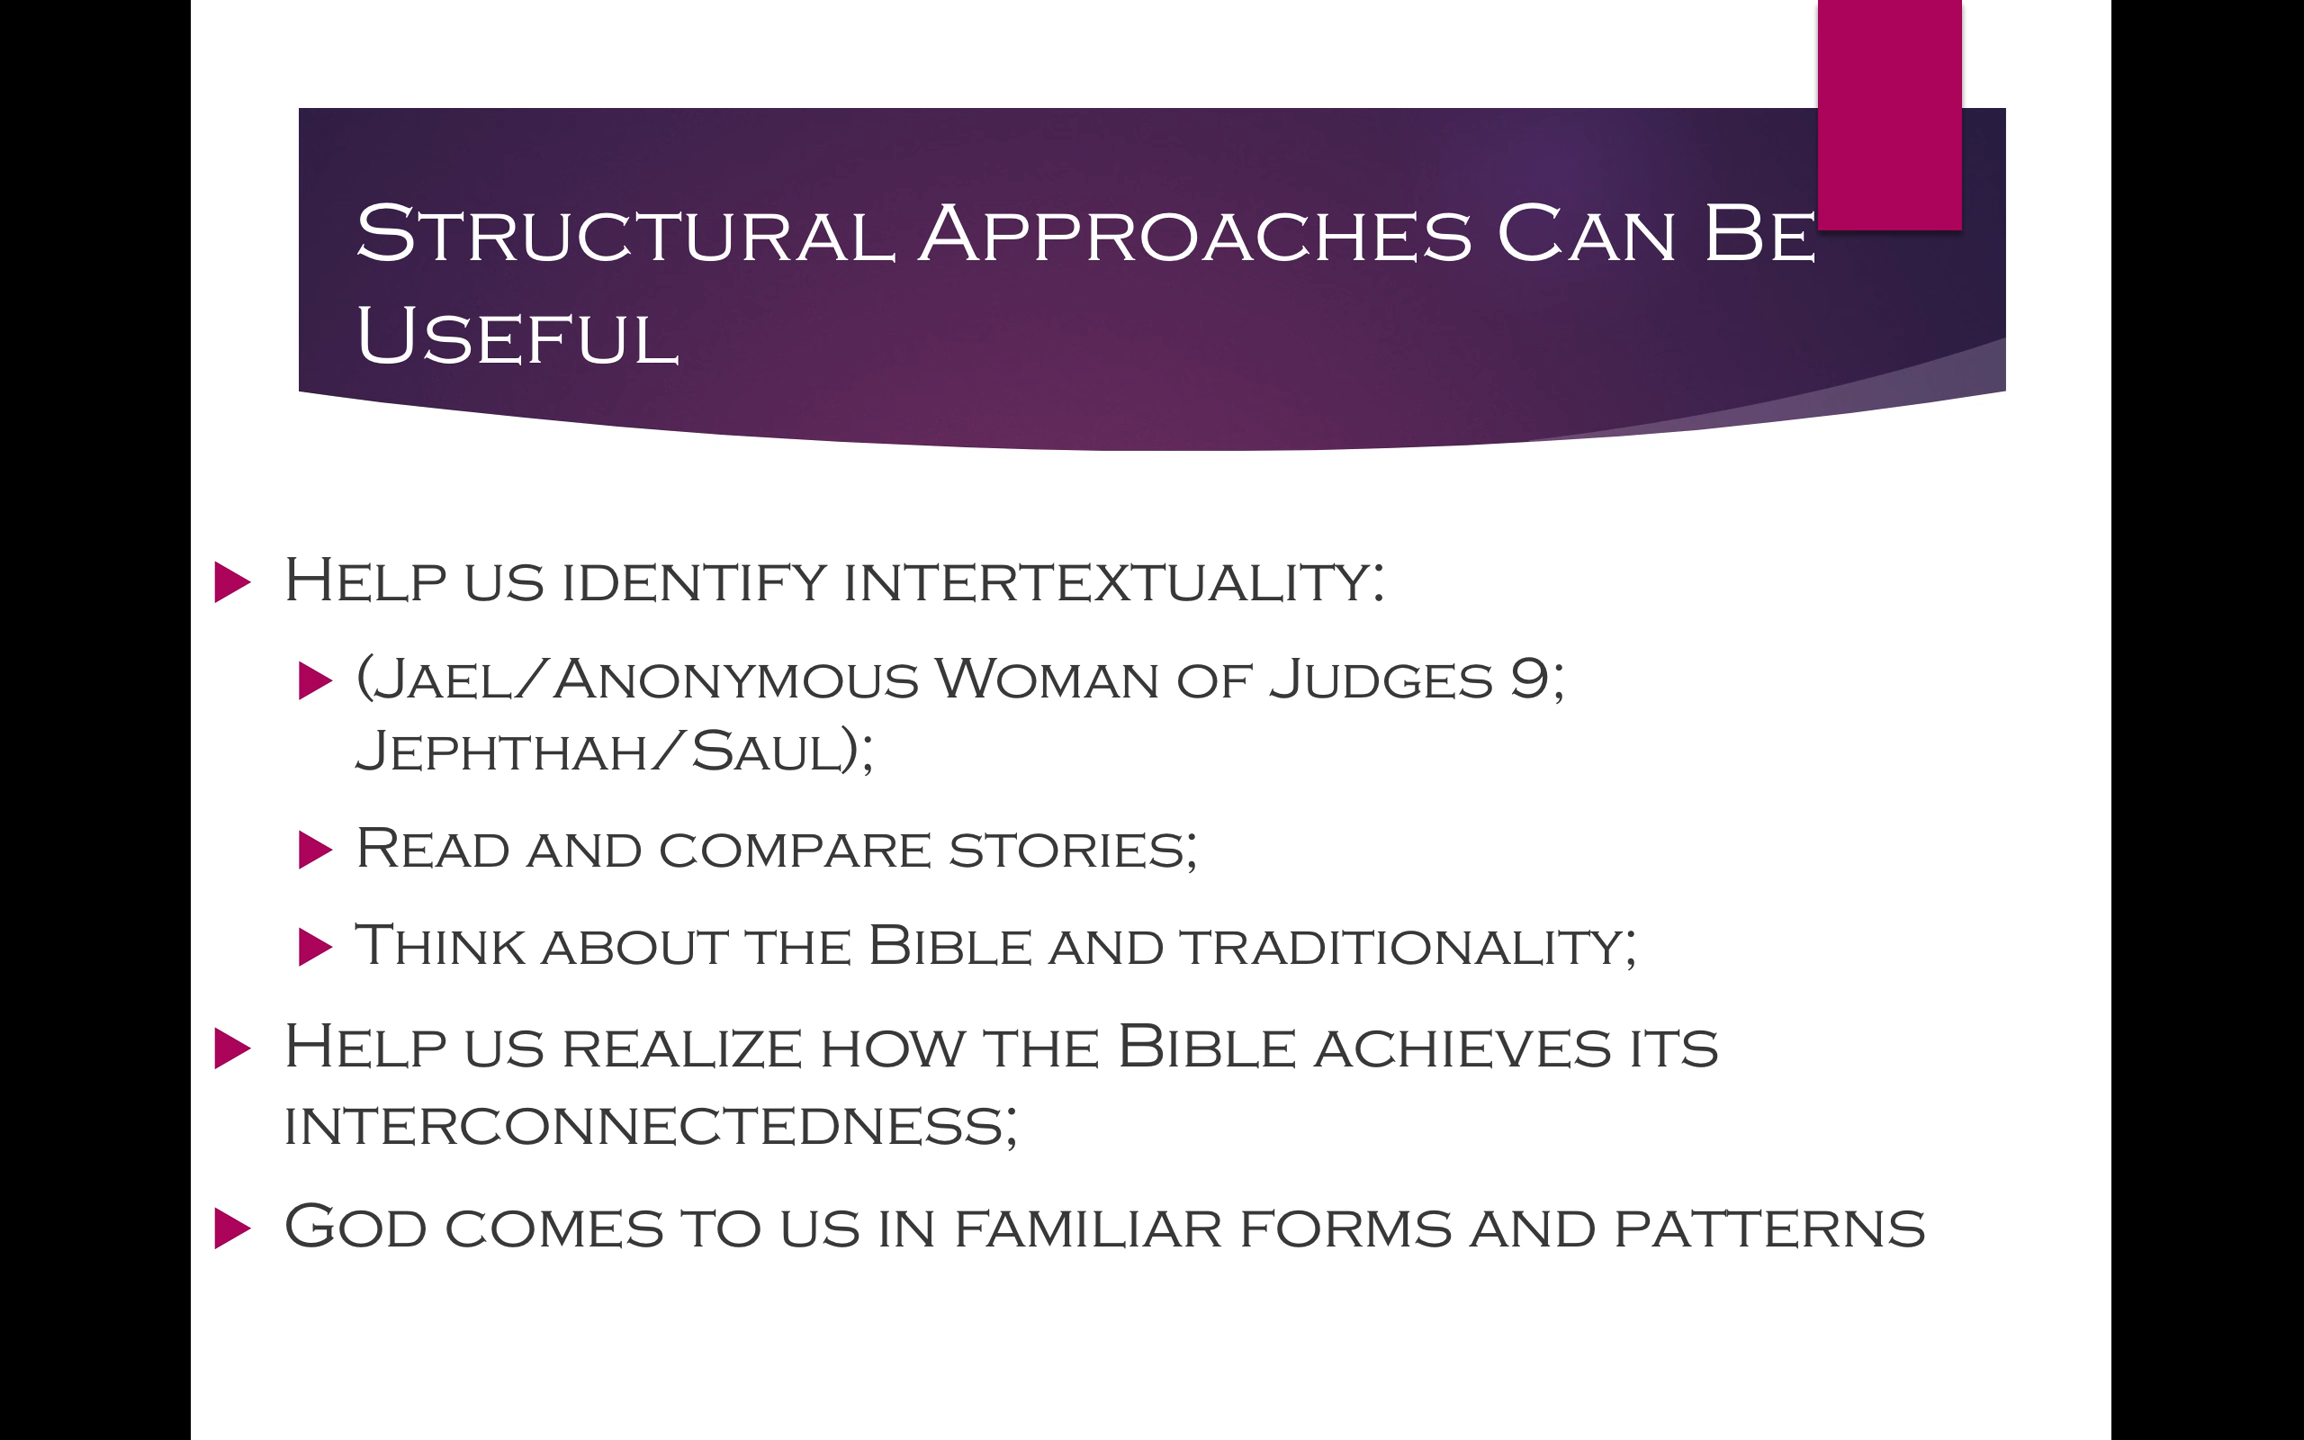 Structural Approaches Can Be
Useful
Help us identify intertextuality:
(Jael/Anonymous Woman of Judges 9;
Jephthah/Saul);
Read and compare stories;
Think about the Bible and traditionality;
Help us realize how the Bible achieves its
interconnectedness;
God comes to us in familiar forms and patterns